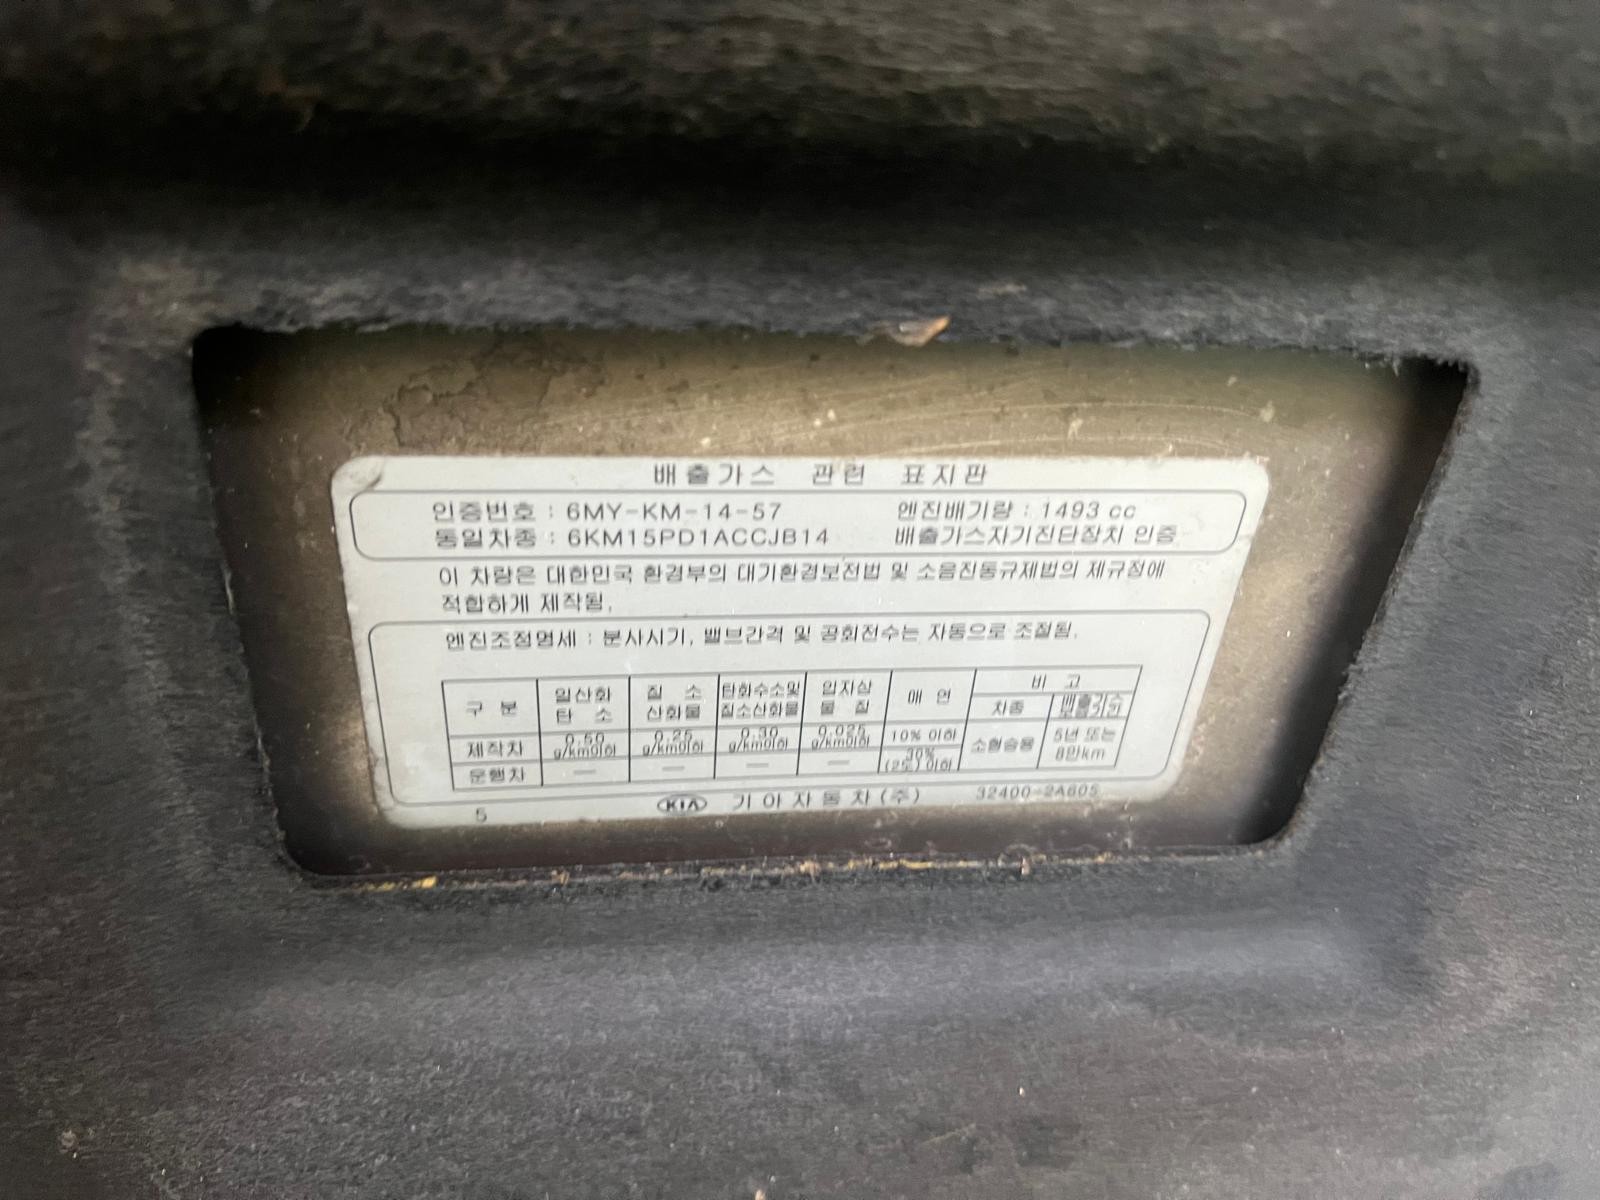 배출가스 관련 표지판
인증번호 : 6MY-KM-14-57 엔진배기량 : 1493 cc
동일차종 : 6KM15PD1ACCJB14 배출가스자기진단장치 인증
이 차량은 대한민국 환경부의 대기환경보전법 및 소음진동규제법의 제규정에
적합하게 제작됨.
엔진조정명세 : 분사시기, 밸브간격 및 공회전수는 자동으로 조절됨.
구 분 일산화 탄 소 질 소 산화물 탄화수소및 질소산화물 입자상 물 질 매 연 비 고
차종 배출가스 보증기간
제작차 0.50 g/km이하 0.25 g/km이하 0.30 g/km이하 0.025 g/km이하 10% 이하 소형승용 5년 또는 8만km
운행차 — — — — 30% (2도) 이하
5 KIA 기아자동차(주) 32400-2A605